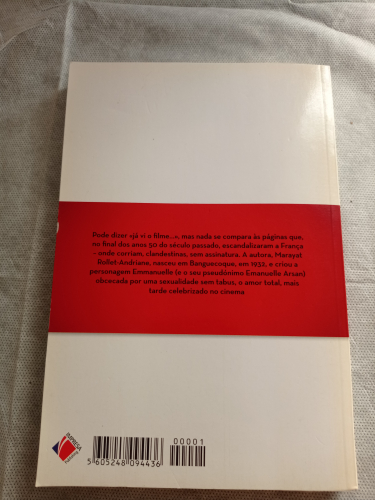 Pode dizer «já vi o filme...», mas nada se compara às páginas que,
no final dos anos 50 do século passado, escandalizaram a França
– onde corriam, clandestinas, sem assinatura. A autora, Marayat
Rollet Andriane, nasceu em Banguecoque, em 1932, e criou a
personagem Emmanuelle (e o seu pseudónimo Emanuelle Arsan)
obcecada por uma sexualidade sem tabus, o amor total, mais
tarde celebrizado no cinema
00001
5 605248 094436
IMPRESA